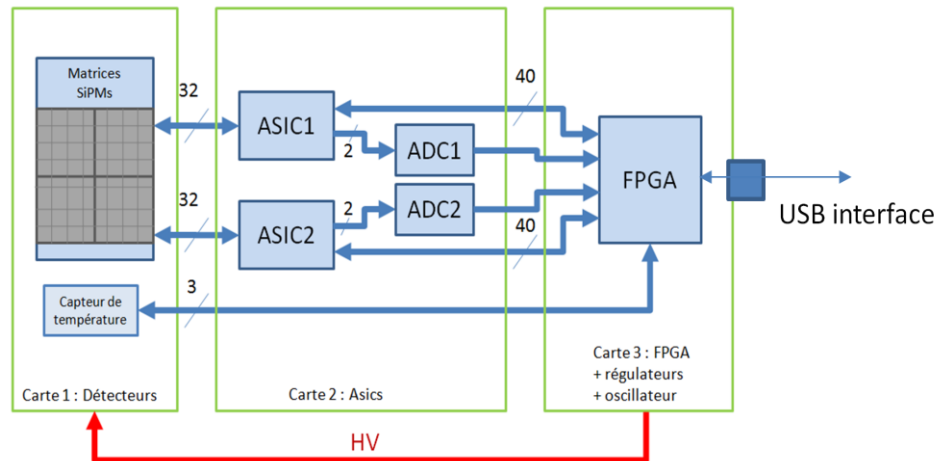 Matrices
SiPMs
32
ASIC1
40
2
ADC1
FPGA
USB interface
32
ASIC2
2
ADC2
40
3
Capteur de
température
Carte 1 : Détecteurs
Carte 2 : Asics
Carte 3 : FPGA
+ régulateurs
+ oscillateur
HV